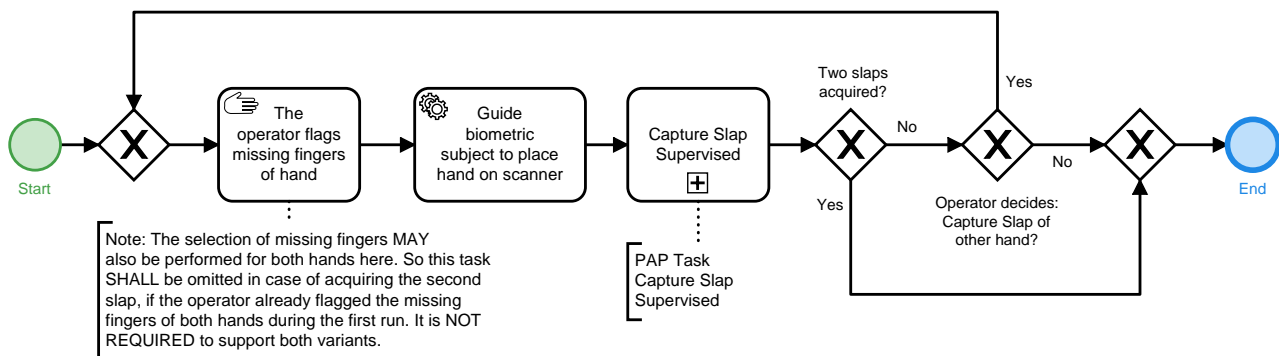 Start
The
operator flags
missing fingers
of hand
Guide
biometric
subject to place
hand on scanner
Capture Slap
Supervised
Two slaps
acquired?
No
Yes
Yes
No
Operator decides:
Capture Slap of
other hand?
End
Note: The selection of missing fingers MAY
also be performed for both hands here. So this task
SHALL be omitted in case of acquiring the second
slap, if the operator already flagged the missing
fingers of both hands during the first run. It is NOT
REQUIRED to support both variants.
PAP Task
Capture Slap
Supervised